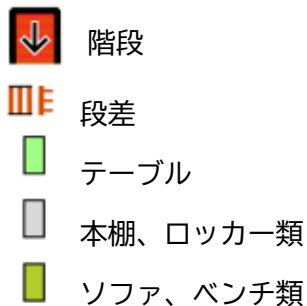 階段
段差
テーブル
本棚、ロッカー類
ソファ、ベンチ類